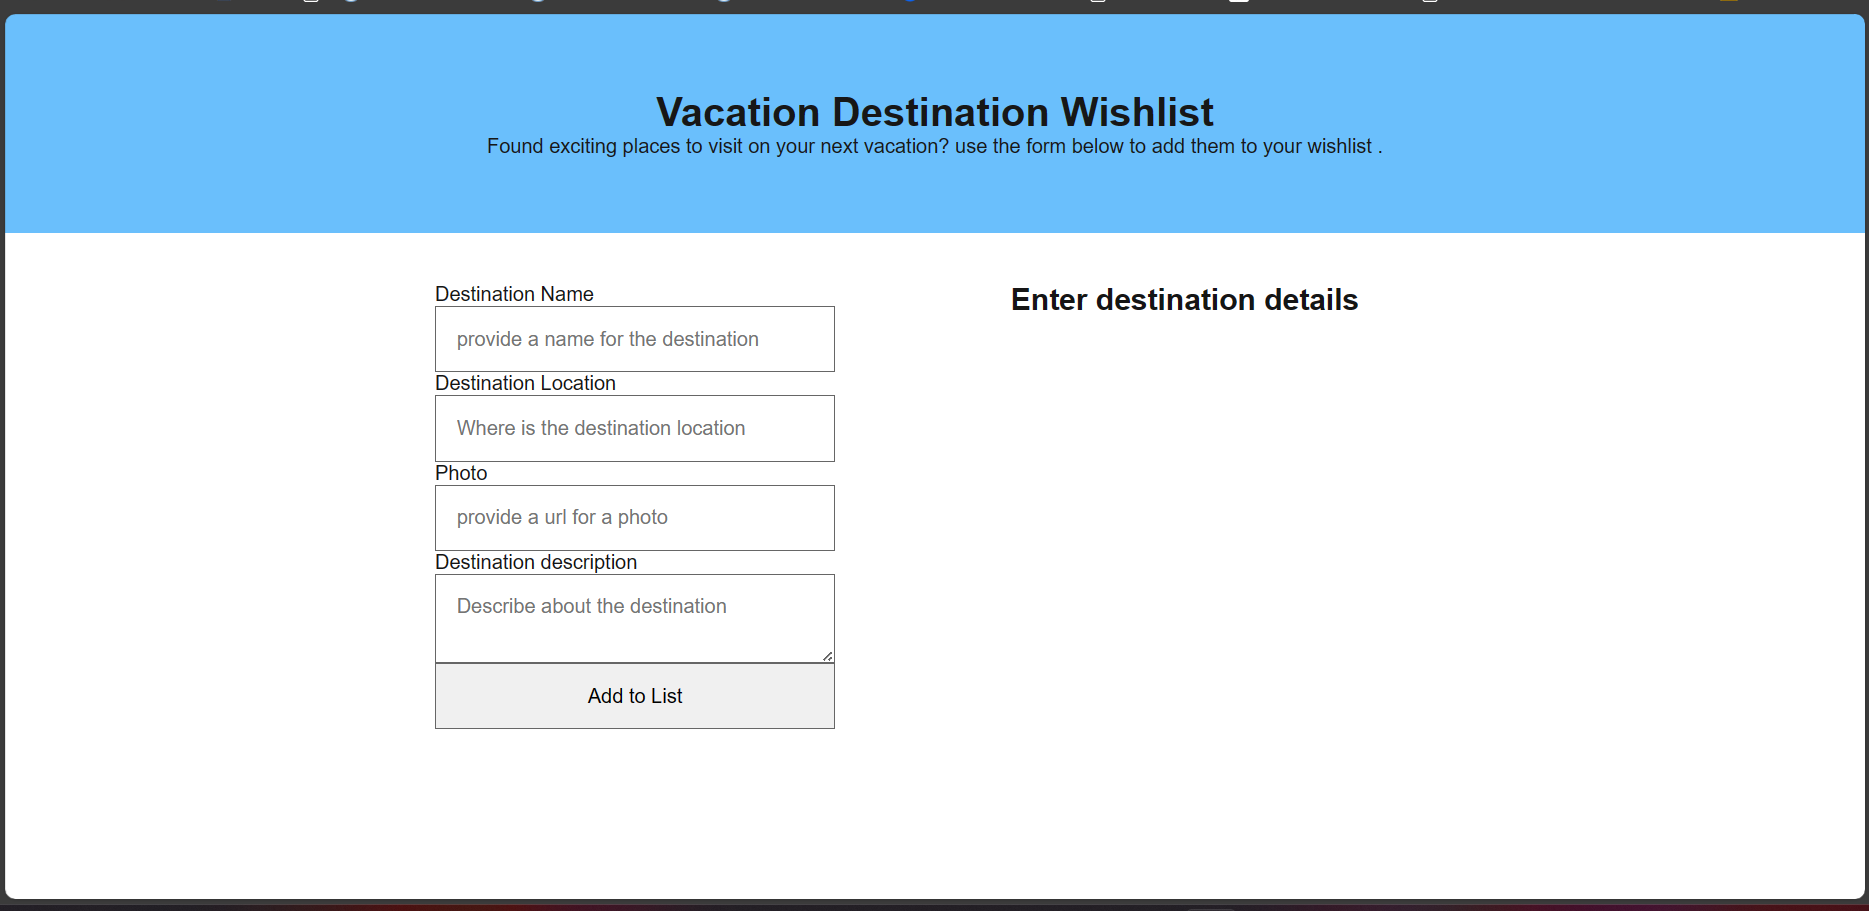 Vacation Destination Wishlist
Found exciting places to visit on your next vacation? use the form below to add them to your wishlist .
Destination Name
provide a name for the destination
Destination Location
Where is the destination location
Photo
provide a url for a photo
Destination description
Describe about the destination
Add to List
Enter destination details